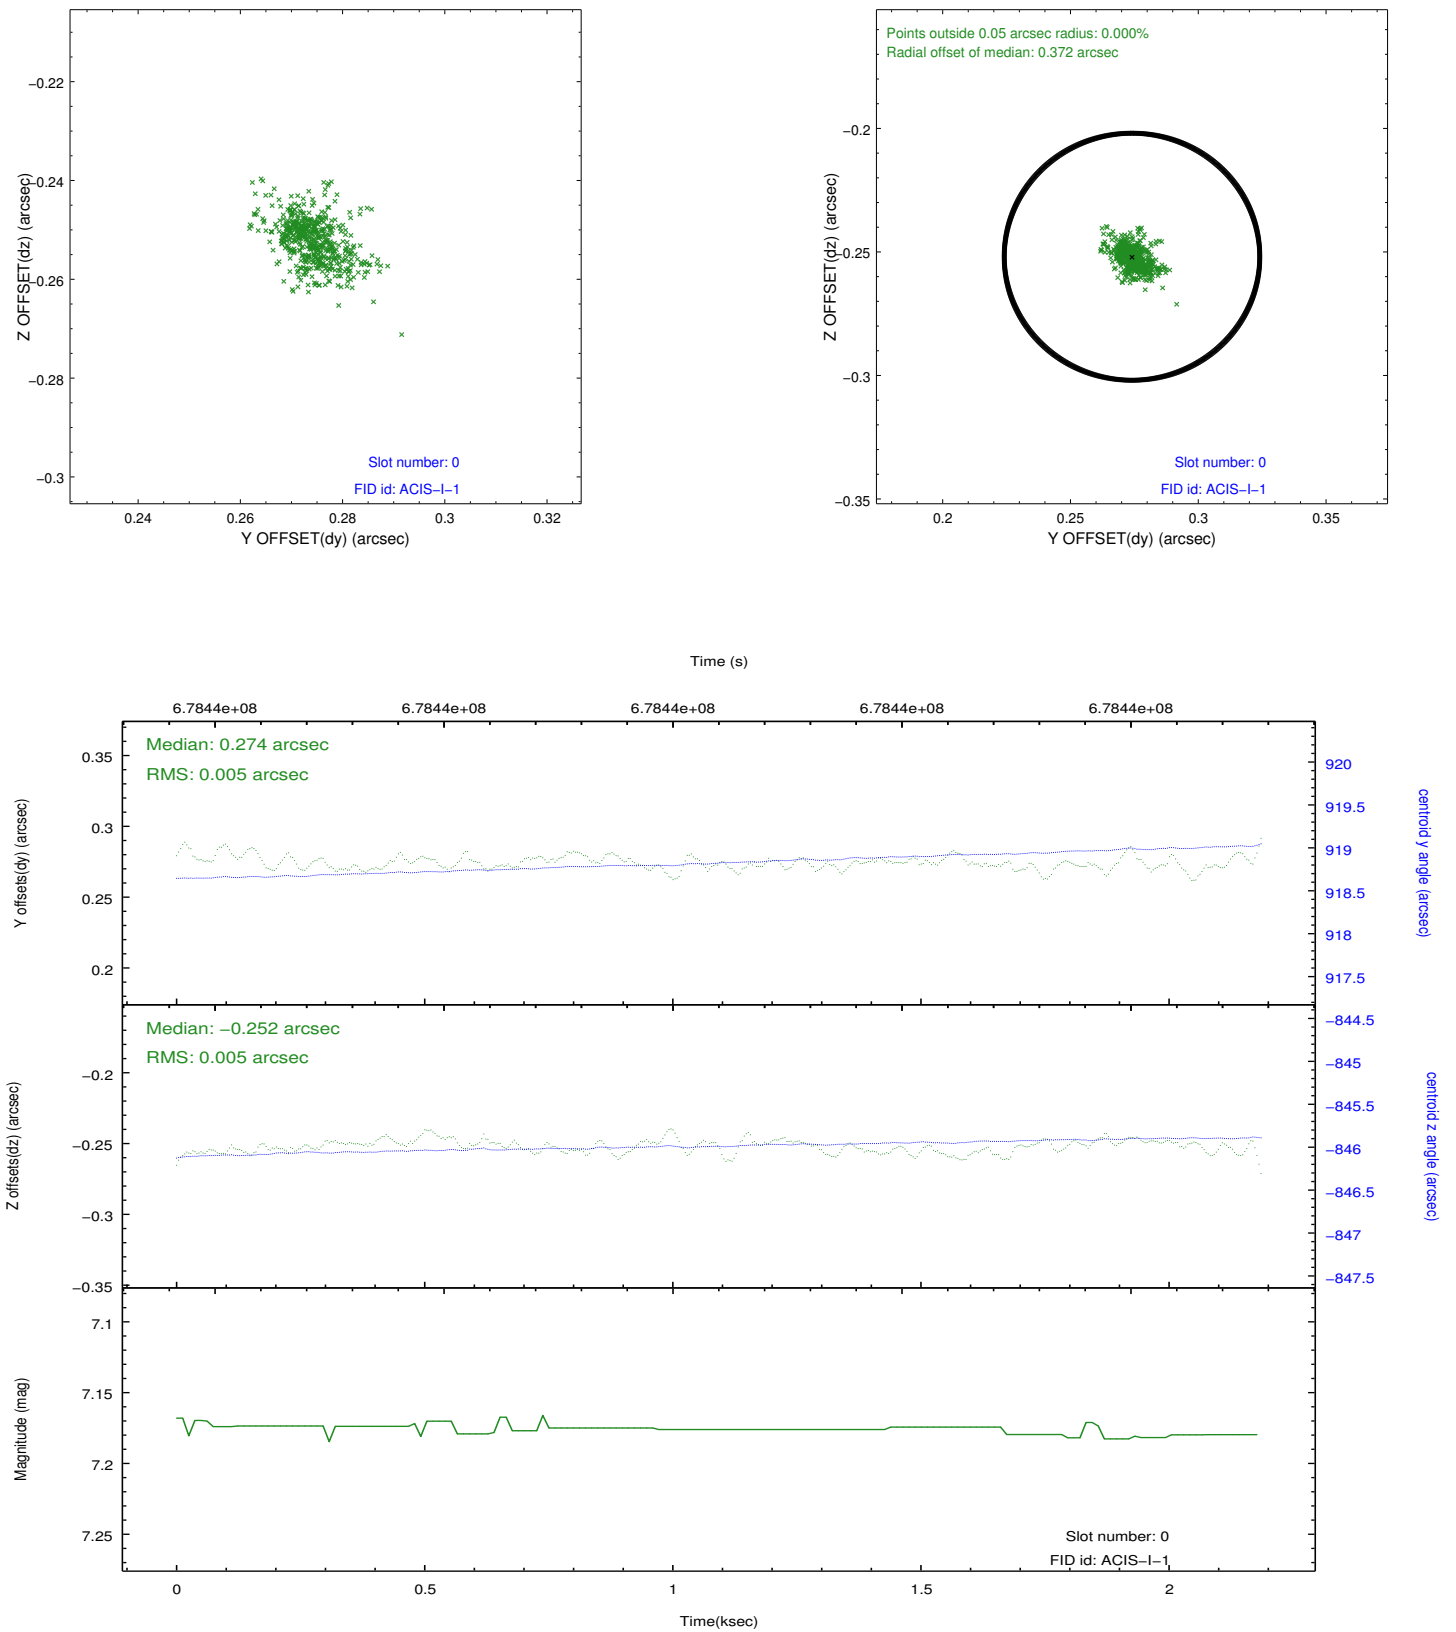 −0.22
−0.24
−0.26
−0.28
−0.3
Z OFFSET(dz) (arcsec)
0.24 0.26 0.28 0.3 0.32
Y OFFSET(dy) (arcsec)
Slot number: 0
FID id: ACIS−I−1
Points outside 0.05 arcsec radius: 0.000%
Radial offset of median: 0.372 arcsec
−0.2
−0.25
−0.3
−0.35
Z OFFSET(dz) (arcsec)
0.2 0.25 0.3 0.35
Y OFFSET(dy) (arcsec)
Slot number: 0
FID id: ACIS−I−1
Time (s)
6.7844e+08 6.7844e+08 6.7844e+08 6.7844e+08 6.7844e+08
Median: 0.274 arcsec
RMS: 0.005 arcsec
0.35
0.3
0.25
0.2
Y offsets(dy) (arcsec)
920
919.5
919
918.5
918
917.5
centroid y angle (arcsec)
Median: −0.252 arcsec
RMS: 0.005 arcsec
−0.2
−0.25
−0.3
−0.35
Z offsets(dz) (arcsec)
−844.5
−845
−845.5
−846
−846.5
−847
−847.5
centroid z angle (arcsec)
7.1
7.15
7.2
7.25
Magnitude (mag)
Slot number: 0
FID id: ACIS−I−1
0 0.5 1 1.5 2
Time(ksec)